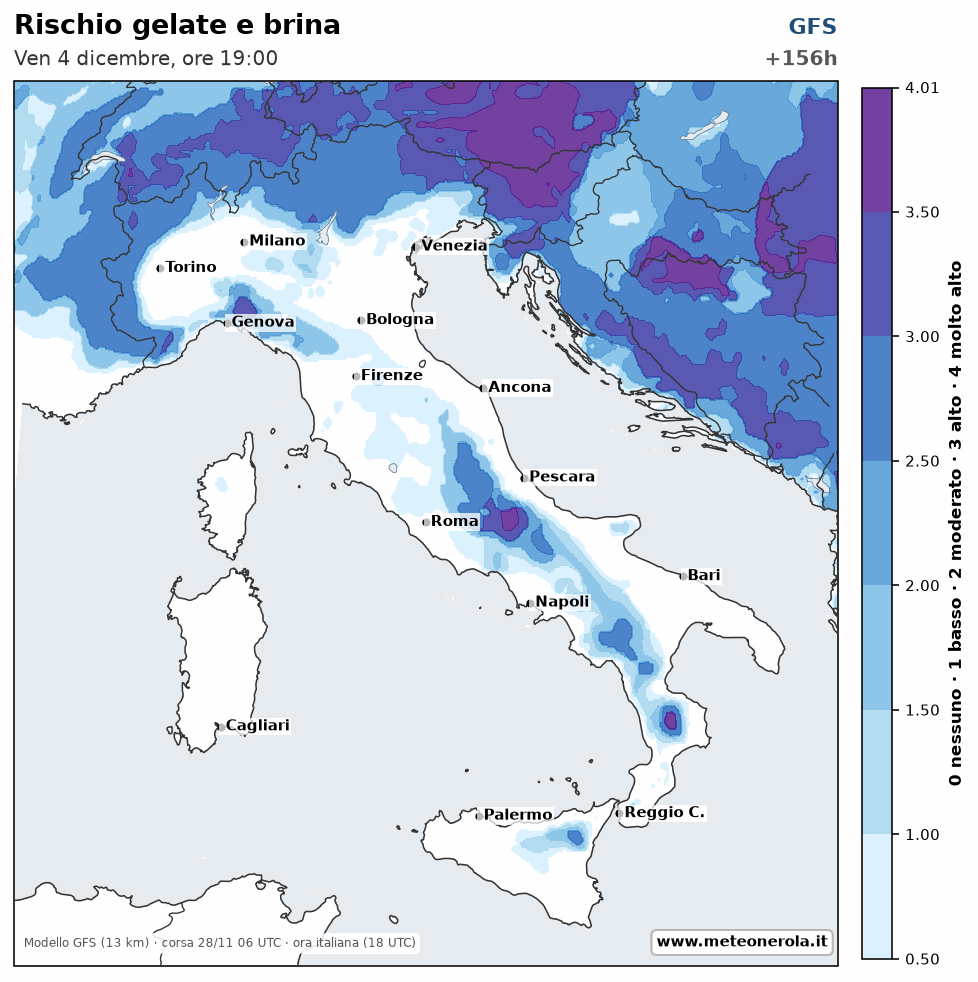 Rischio gelate e brina
GFS
Ven 4 dicembre, ore 19:00
+156h
4.01
3.50
3.00
2.50
2.00
1.50
1.00
0.50
0 nessuno · 1 basso · 2 moderato · 3 alto · 4 molto alto
Milano
Venezia
Torino
Genova
Bologna
Firenze
Ancona
Pescara
Roma
Bari
Napoli
Cagliari
Palermo
Reggio C.
Modello GFS (13 km) · corsa 28/11 06 UTC · ora italiana (18 UTC)
www.meteonerola.it